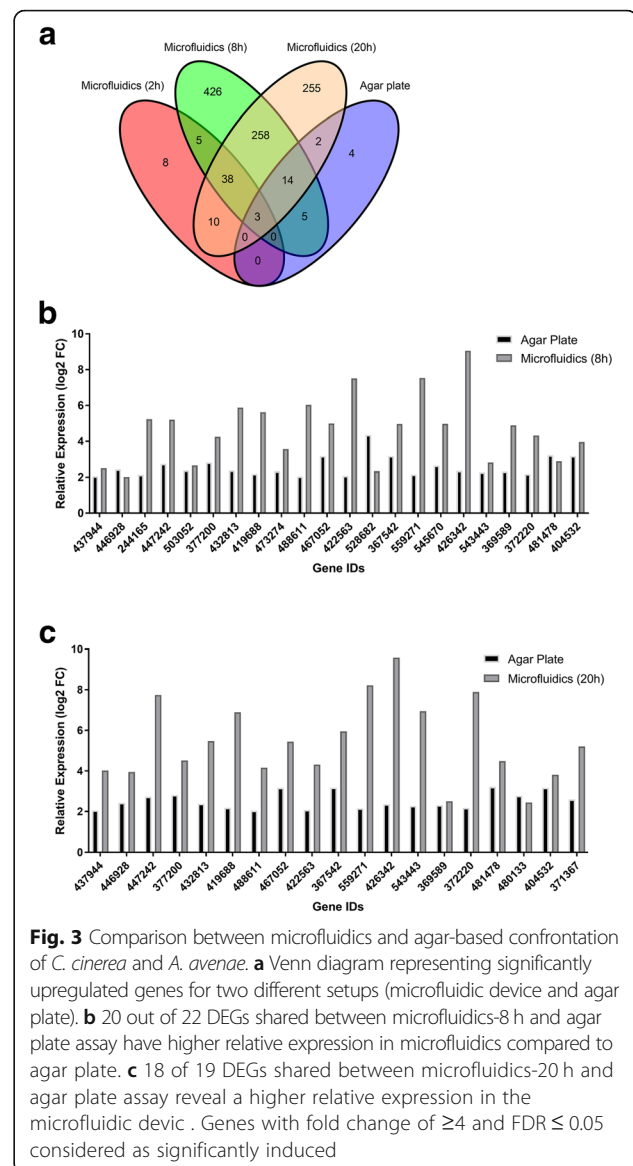 a
Microfluidics (8h)
Microfluidics (20h)
Microfluidics (2h)
Agar plate
426
255
5
258
2
8
4
38
14
10
3
5
0
0
0
b
Relative Expression (log2 FC)
10
8
6
4
2
0
Agar Plate
Microfluidics (8h)
437944
446928
244165
447242
503052
377200
432813
419688
473274
488611
467052
422563
528682
367542
559271
545670
426342
543443
369589
372220
481478
404532
Gene IDs
c
Relative Expression (log2 FC)
10
8
6
4
2
0
Agar Plate
Microfluidics (20h)
437944
446928
447242
377200
432813
419688
488611
467052
422563
367542
559271
426342
543443
369589
372220
481478
480133
404532
371367
Gene IDs
Fig. 3 Comparison between microfluidics and agar-based confrontation
of C. cinerea and A. avenae. a Venn diagram representing significantly
upregulated genes for two different setups (microfluidic device and agar
plate). b 20 out of 22 DEGs shared between microfluidics-8 h and agar
plate assay have higher relative expression in microfluidics compared to
agar plate. c 18 of 19 DEGs shared between microfluidics-20 h and
agar plate assay reveal a higher relative expression in the
microfluidic devic . Genes with fold change of ≥4 and FDR ≤ 0.05
considered as significantly induced